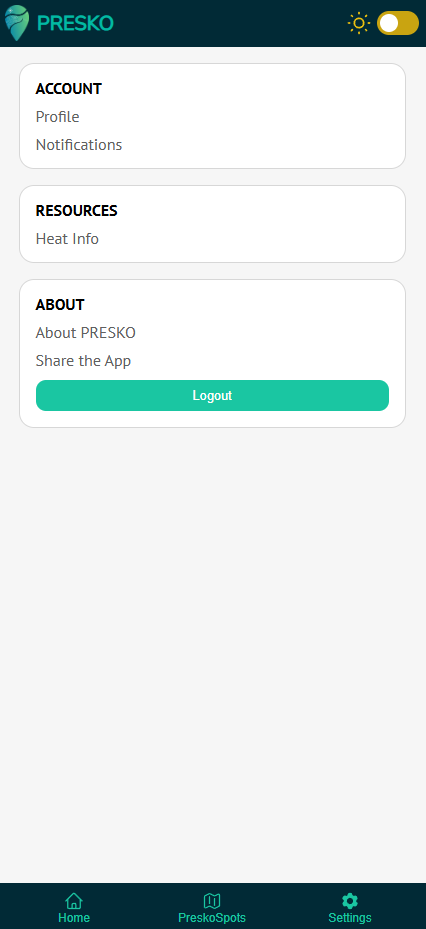 PRESKO
ACCOUNT
Profile
Notifications
RESOURCES
Heat Info
ABOUT
About PRESKO
Share the App
Logout
Home
PreskoSpots
Settings